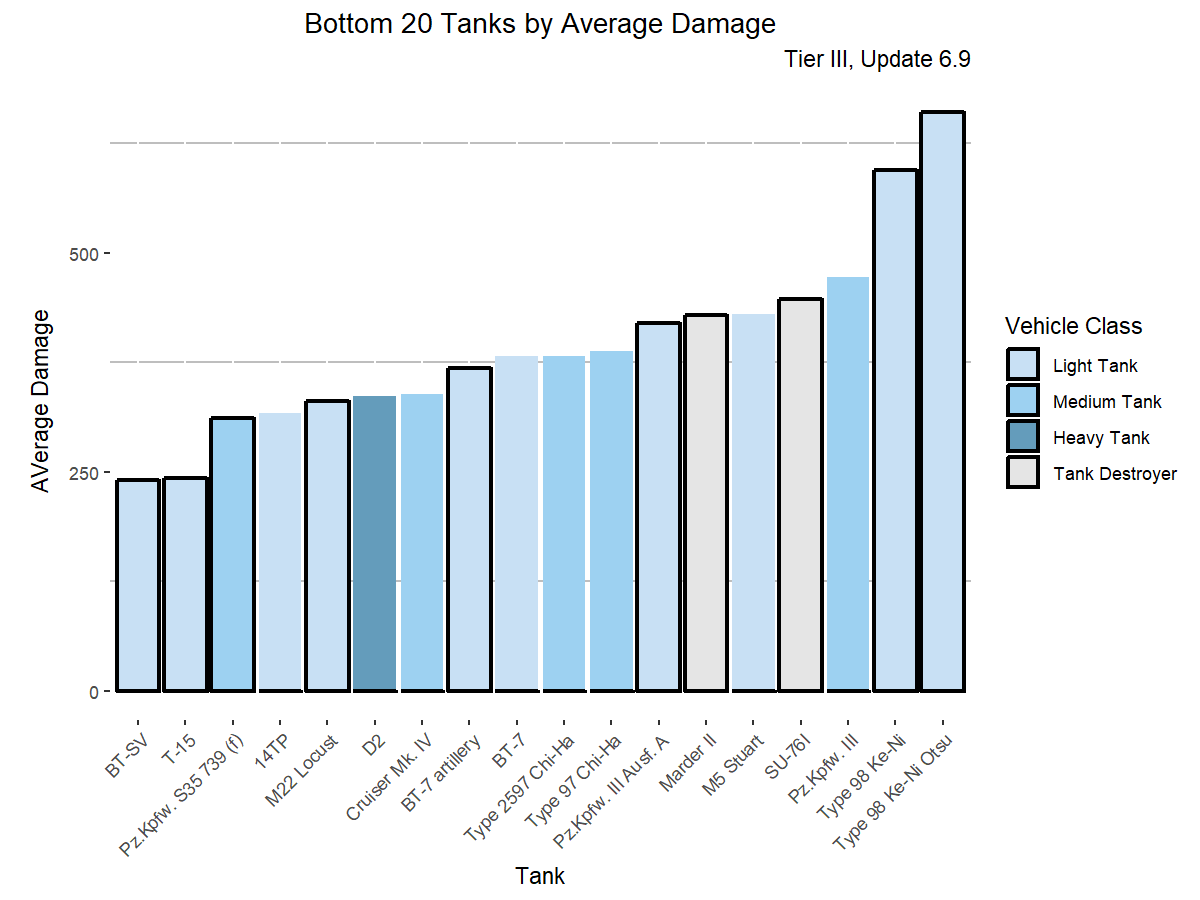 Bottom 20 Tanks by Average Damage
Tier III, Update 6.9
AVerage Damage
500
250
0
BT-SV
T-15
Pz.Kpfw. S35 739 (f)
14TP
M22 Locust
D2
Cruiser Mk. IV
BT-7 artillery
BT-7
Type 2597 Chi-Ha
Type 97 Chi-Ha
Pz.Kpfw. III Ausf. A
Marder II
M5 Stuart
SU-76I
Pz.Kpfw. III
Type 98 Ke-Ni
Type 98 Ke-Ni Otsu
Tank
Vehicle Class
Light Tank
Medium Tank
Heavy Tank
Tank Destroyer